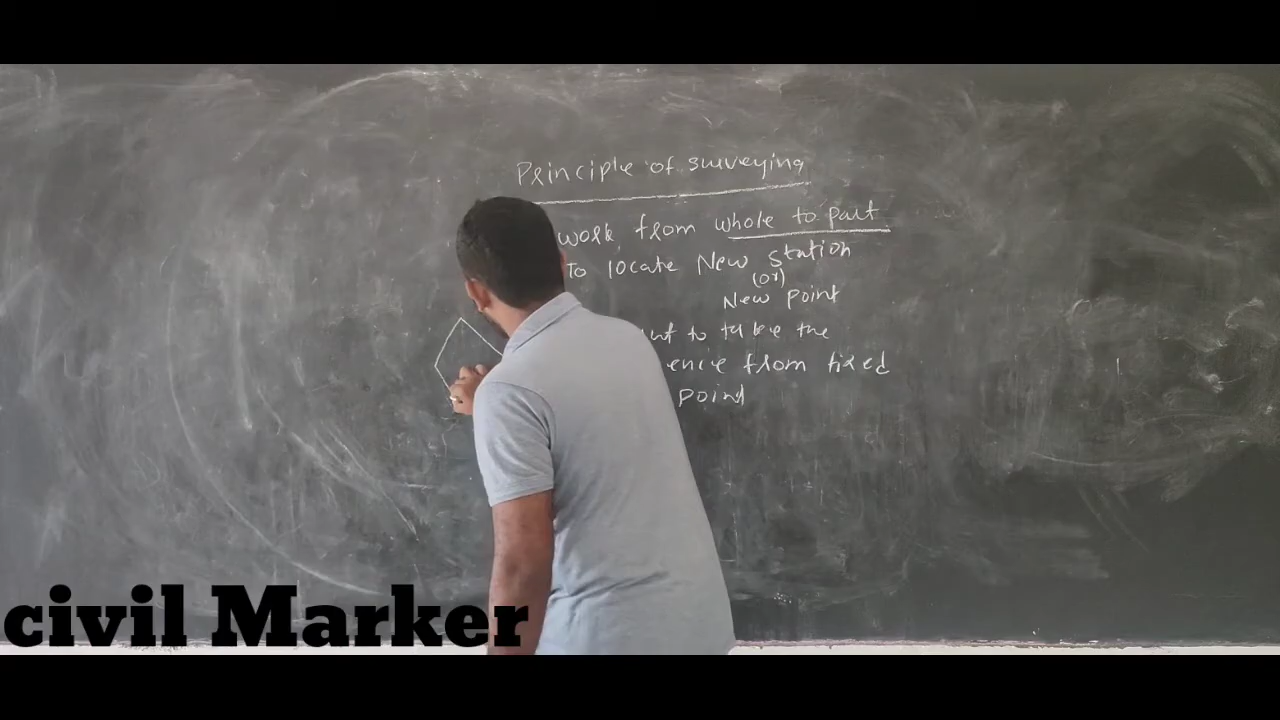 Principle of surveying
work from whole to part
To locate New station
(or)
New point
to take the
from fixed
point
civil Marker